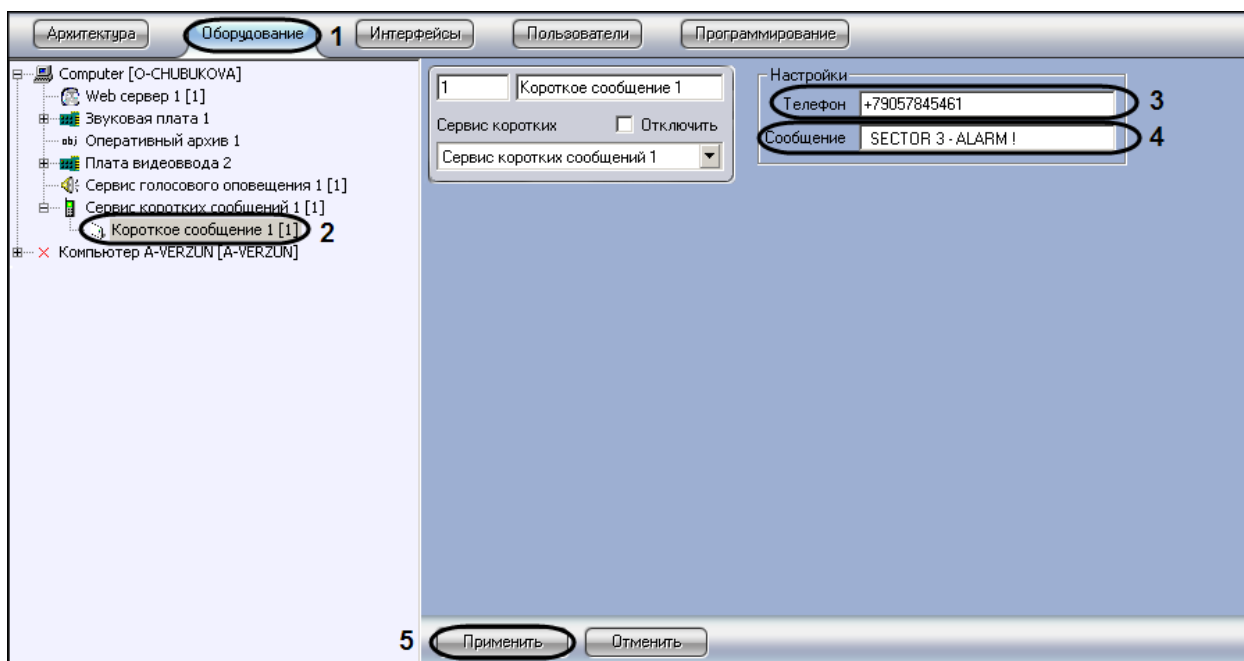 Архитектура Оборудование 1 Интерфейсы Пользователи Программирование
Computer [O-CHUBUKOVA]
Web сервер 1 [1]
Звуковая плата 1
obj Оперативный архив 1
Плата видеоввода 2
Сервис голосового оповещения 1 [1]
Сервис коротких сообщений 1 [1]
Короткое сообщение 1 [1] 2
Компьютер A-VERZUN [A-VERZUN]
1 Короткое сообщение 1
Сервис коротких Отключить
Сервис коротких сообщений 1
Настройки
Телефон +79057845461 3
Сообщение SECTOR 3 - ALARM ! 4
5 Применить Отменить